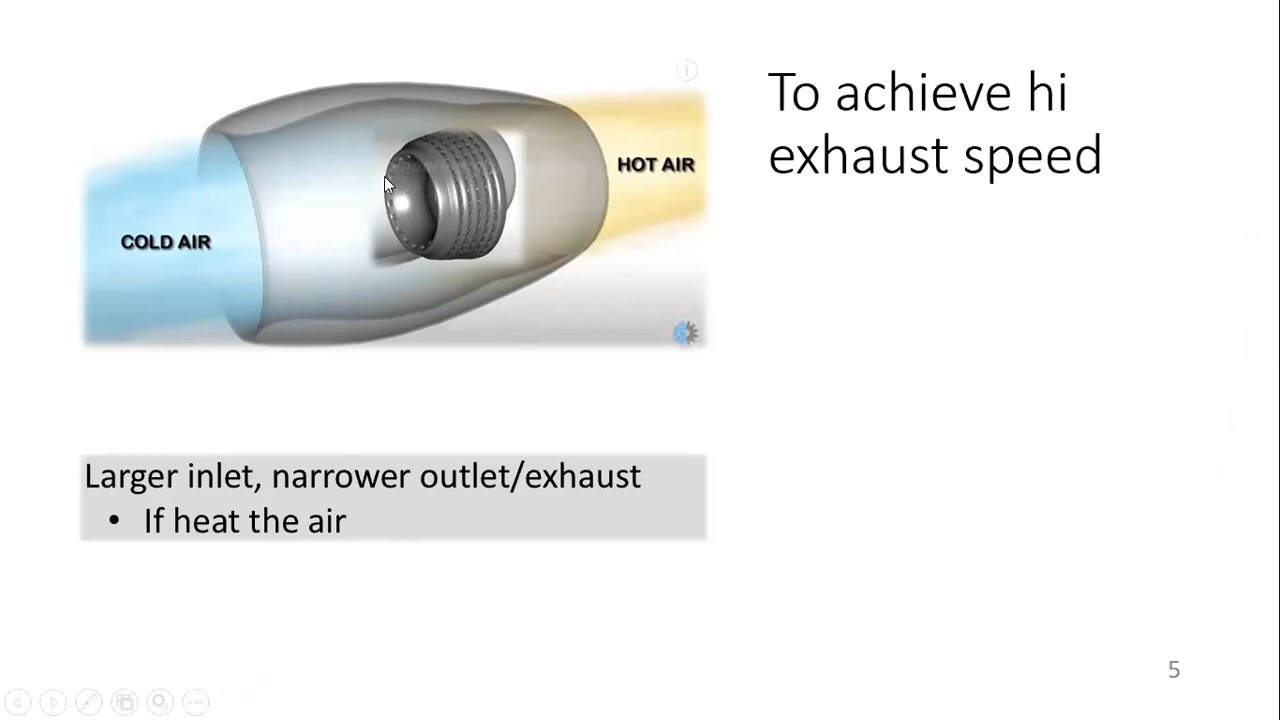 To achieve hi
exhaust speed
HOT AIR
COLD AIR
Larger inlet, narrower outlet/exhaust
• If heat the air
5